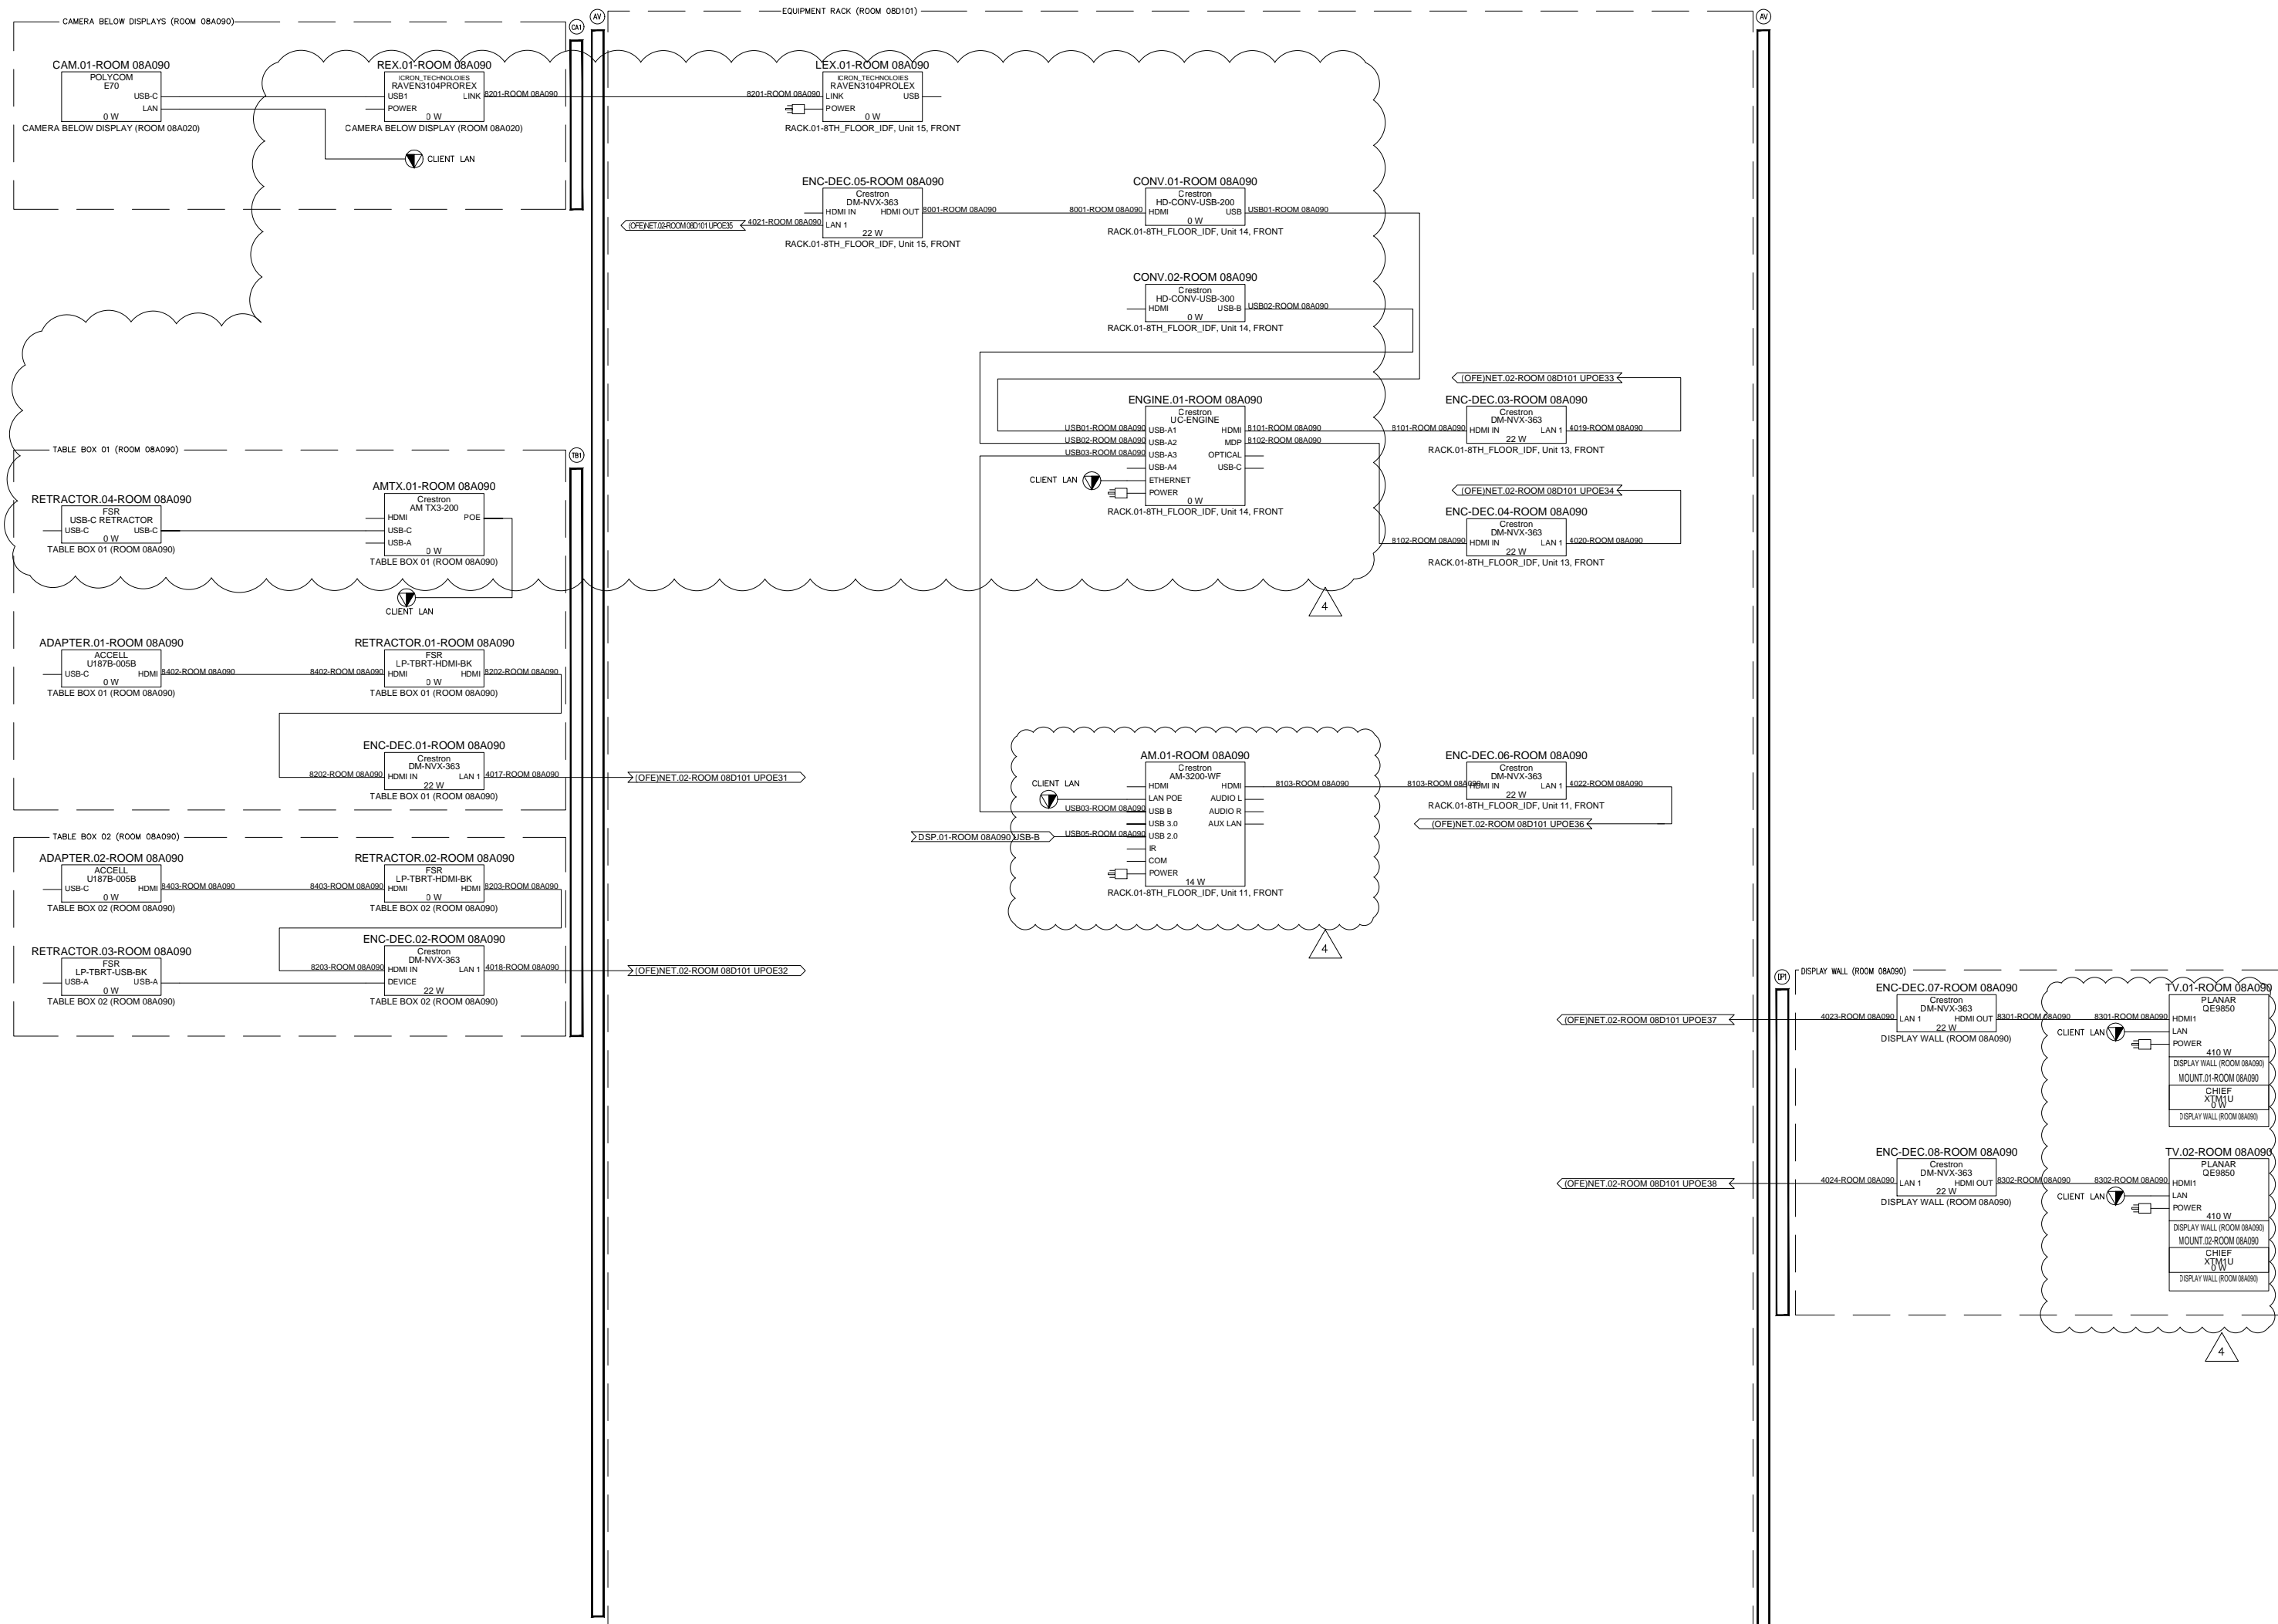 CAMERA BELOW DISPLAYS (ROOM 08A090)
CA1
AV
EQUIPMENT RACK (ROOM 08D101)
AV
CAM.01-ROOM 08A090
POLYCOM
E70
USB-C
LAN
0 W
CAMERA BELOW DISPLAY (ROOM 08A020)
REX.01-ROOM 08A090
ICRON_TECHNOLOIES
RAVEN3104PROREX
USB1
LINK
8201-ROOM 08A090
POWER
0 W
CAMERA BELOW DISPLAY (ROOM 08A020)
CLIENT LAN
LEX.01-ROOM 08A090
ICRON_TECHNOLOIES
RAVEN3104PROLEX
8201-ROOM 08A090
LINK
USB
POWER
0 W
RACK.01-8TH_FLOOR_IDF, Unit 15, FRONT
ENC-DEC.05-ROOM 08A090
Crestron
DM-NVX-363
HDMI IN
HDMI OUT
8001-ROOM 08A090
(OFE)NET.02-ROOM 08D101 UPOE35
4021-ROOM 08A090
LAN 1
22 W
RACK.01-8TH_FLOOR_IDF, Unit 15, FRONT
CONV.01-ROOM 08A090
Crestron
HD-CONV-USB-200
8001-ROOM 08A090
HDMI
USB
USB01-ROOM 08A090
0 W
RACK.01-8TH_FLOOR_IDF, Unit 14, FRONT
CONV.02-ROOM 08A090
Crestron
HD-CONV-USB-300
HDMI
USB-B
USB02-ROOM 08A090
0 W
RACK.01-8TH_FLOOR_IDF, Unit 14, FRONT
ENGINE.01-ROOM 08A090
Crestron
UC-ENGINE
USB01-ROOM 08A090
USB-A1
HDMI
8101-ROOM 08A090
USB02-ROOM 08A090
USB-A2
MDP
8102-ROOM 08A090
USB03-ROOM 08A090
USB-A3
OPTICAL
USB-A4
USB-C
CLIENT LAN
ETHERNET
POWER
0 W
RACK.01-8TH_FLOOR_IDF, Unit 14, FRONT
(OFE)NET.02-ROOM 08D101 UPOE33
ENC-DEC.03-ROOM 08A090
Crestron
DM-NVX-363
8101-ROOM 08A090
HDMI IN
LAN 1
4019-ROOM 08A090
22 W
RACK.01-8TH_FLOOR_IDF, Unit 13, FRONT
(OFE)NET.02-ROOM 08D101 UPOE34
ENC-DEC.04-ROOM 08A090
Crestron
DM-NVX-363
8102-ROOM 08A090
HDMI IN
LAN 1
4020-ROOM 08A090
22 W
RACK.01-8TH_FLOOR_IDF, Unit 13, FRONT
4
TABLE BOX 01 (ROOM 08A090)
TB1
RETRACTOR.04-ROOM 08A090
FSR
USB-C RETRACTOR
USB-C
USB-C
0 W
TABLE BOX 01 (ROOM 08A090)
AMTX.01-ROOM 08A090
Crestron
AM TX3-200
HDMI
POE
USB-C
USB-A
0 W
TABLE BOX 01 (ROOM 08A090)
CLIENT LAN
ADAPTER.01-ROOM 08A090
ACCELL
U187B-005B
USB-C
HDMI
8402-ROOM 08A090
0 W
TABLE BOX 01 (ROOM 08A090)
RETRACTOR.01-ROOM 08A090
FSR
LP-TBRT-HDMI-BK
8402-ROOM 08A090
HDMI
HDMI
8202-ROOM 08A090
0 W
TABLE BOX 01 (ROOM 08A090)
ENC-DEC.01-ROOM 08A090
Crestron
DM-NVX-363
8202-ROOM 08A090
HDMI IN
LAN 1
4017-ROOM 08A090
22 W
TABLE BOX 01 (ROOM 08A090)
(OFE)NET.02-ROOM 08D101 UPOE31
AM.01-ROOM 08A090
Crestron
AM-3200-WF
CLIENT LAN
HDMI
HDMI
8103-ROOM 08A090
LAN POE
AUDIO L
USB03-ROOM 08A090
USB B
AUDIO R
USB 3.0
AUX LAN
DSP.01-ROOM 08A090 USB-B
USB05-ROOM 08A090
USB 2.0
IR
COM
POWER
14 W
RACK.01-8TH_FLOOR_IDF, Unit 11, FRONT
4
ENC-DEC.06-ROOM 08A090
Crestron
DM-NVX-363
8103-ROOM 08A090
HDMI IN
LAN 1
4022-ROOM 08A090
22 W
RACK.01-8TH_FLOOR_IDF, Unit 11, FRONT
(OFE)NET.02-ROOM 08D101 UPOE36
TABLE BOX 02 (ROOM 08A090)
ADAPTER.02-ROOM 08A090
ACCELL
U187B-005B
USB-C
HDMI
8403-ROOM 08A090
0 W
TABLE BOX 02 (ROOM 08A090)
RETRACTOR.02-ROOM 08A090
FSR
LP-TBRT-HDMI-BK
8403-ROOM 08A090
HDMI
HDMI
8203-ROOM 08A090
0 W
TABLE BOX 02 (ROOM 08A090)
RETRACTOR.03-ROOM 08A090
FSR
LP-TBRT-USB-BK
USB-A
USB-A
0 W
TABLE BOX 02 (ROOM 08A090)
ENC-DEC.02-ROOM 08A090
Crestron
DM-NVX-363
8203-ROOM 08A090
HDMI IN
LAN 1
4018-ROOM 08A090
DEVICE
22 W
TABLE BOX 02 (ROOM 08A090)
(OFE)NET.02-ROOM 08D101 UPOE32
DP1
DISPLAY WALL (ROOM 08A090)
(OFE)NET.02-ROOM 08D101 UPOE37
ENC-DEC.07-ROOM 08A090
Crestron
DM-NVX-363
4023-ROOM 08A090
LAN 1
HDMI OUT
8301-ROOM 08A090
22 W
DISPLAY WALL (ROOM 08A090)
TV.01-ROOM 08A090
PLANAR
QE9850
8301-ROOM 08A090
HDMI1
CLIENT LAN
LAN
POWER
410 W
DISPLAY WALL (ROOM 08A090)
MOUNT.01-ROOM 08A090
CHIEF
XTM1U
0 W
DISPLAY WALL (ROOM 08A090)
(OFE)NET.02-ROOM 08D101 UPOE38
ENC-DEC.08-ROOM 08A090
Crestron
DM-NVX-363
4024-ROOM 08A090
LAN 1
HDMI OUT
8302-ROOM 08A090
22 W
DISPLAY WALL (ROOM 08A090)
TV.02-ROOM 08A090
PLANAR
QE9850
8302-ROOM 08A090
HDMI1
CLIENT LAN
LAN
POWER
410 W
DISPLAY WALL (ROOM 08A090)
MOUNT.02-ROOM 08A090
CHIEF
XTM1U
0 W
DISPLAY WALL (ROOM 08A090)
4